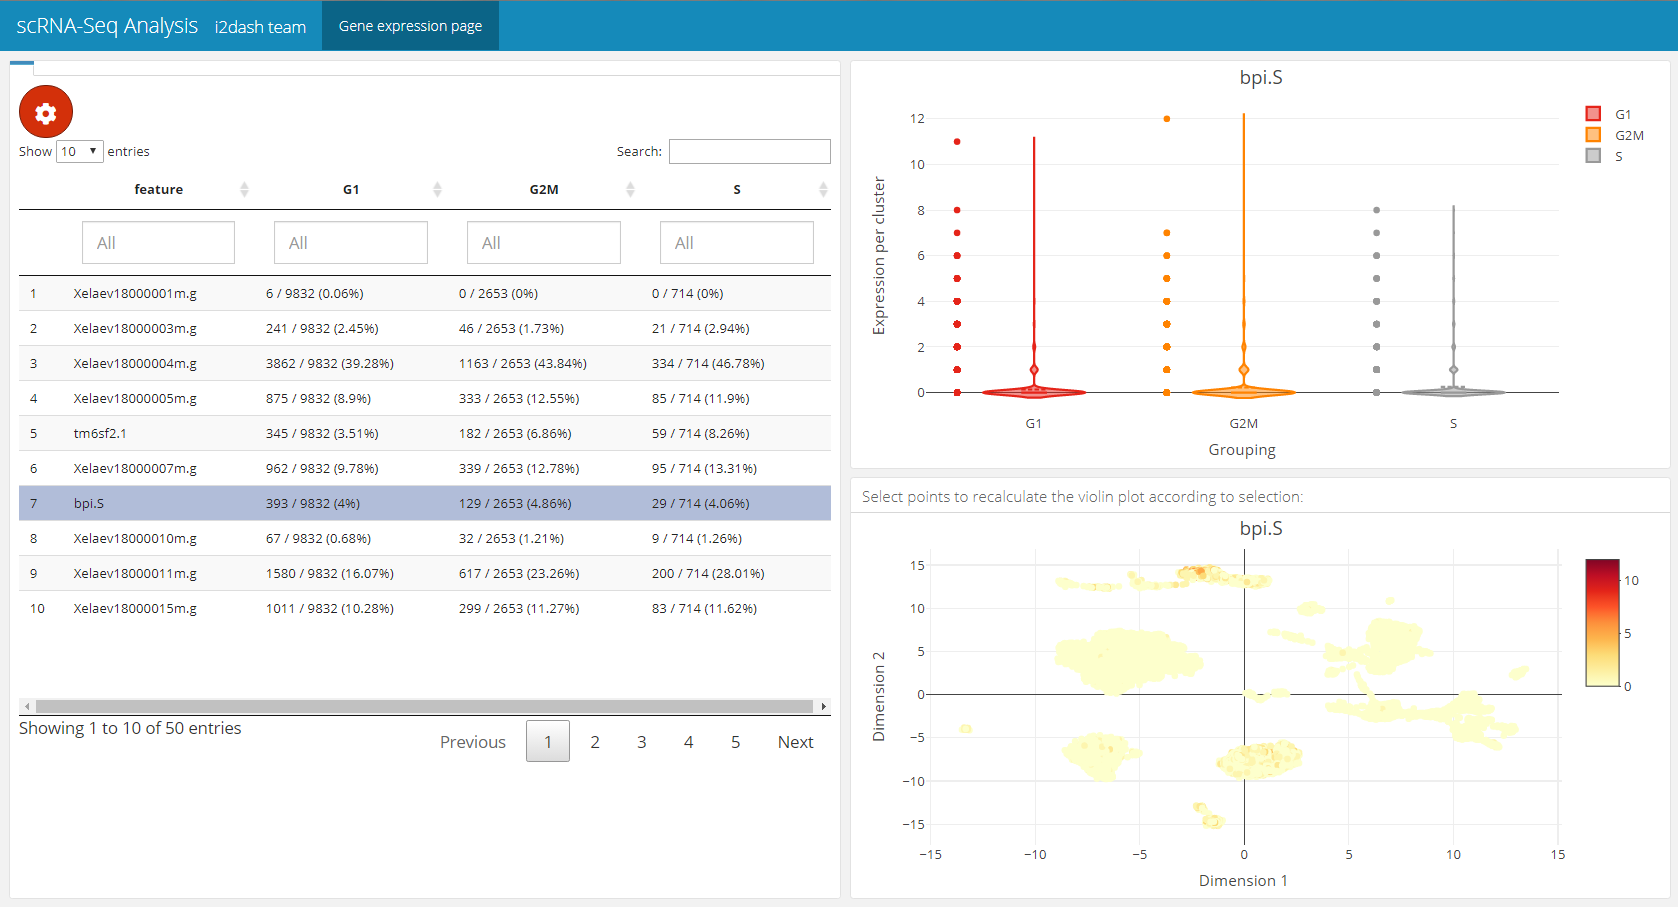 scRNA-Seq Analysis i2dash team Gene expression page
Show 10 entries
Search:
feature G1 G2M S
All All All All
1 Xelaev18000001m.g 6 / 9832 (0.06%) 0 / 2653 (0%) 0 / 714 (0%)
2 Xelaev18000003m.g 241 / 9832 (2.45%) 46 / 2653 (1.73%) 21 / 714 (2.94%)
3 Xelaev18000004m.g 3862 / 9832 (39.28%) 1163 / 2653 (43.84%) 334 / 714 (46.78%)
4 Xelaev18000005m.g 875 / 9832 (8.9%) 333 / 2653 (12.55%) 85 / 714 (11.9%)
5 tm6sf2.1 345 / 9832 (3.51%) 182 / 2653 (6.86%) 59 / 714 (8.26%)
6 Xelaev18000007m.g 962 / 9832 (9.78%) 339 / 2653 (12.78%) 95 / 714 (13.31%)
7 bpi.S 393 / 9832 (4%) 129 / 2653 (4.86%) 29 / 714 (4.06%)
8 Xelaev18000010m.g 67 / 9832 (0.68%) 32 / 2653 (1.21%) 9 / 714 (1.26%)
9 Xelaev18000011m.g 1580 / 9832 (16.07%) 617 / 2653 (23.26%) 200 / 714 (28.01%)
10 Xelaev18000015m.g 1011 / 9832 (10.28%) 299 / 2653 (11.27%) 83 / 714 (11.62%)
Showing 1 to 10 of 50 entries
Previous 1 2 3 4 5 Next
bpi.S
Expression per cluster
12
10
8
6
4
2
0
G1 G2M S
Grouping
G1
G2M
S
Select points to recalculate the violin plot according to selection:
bpi.S
Dimension 2
15
10
5
0
−5
−10
−15
−15 −10 −5 0 5 10 15
Dimension 1
10
5
0